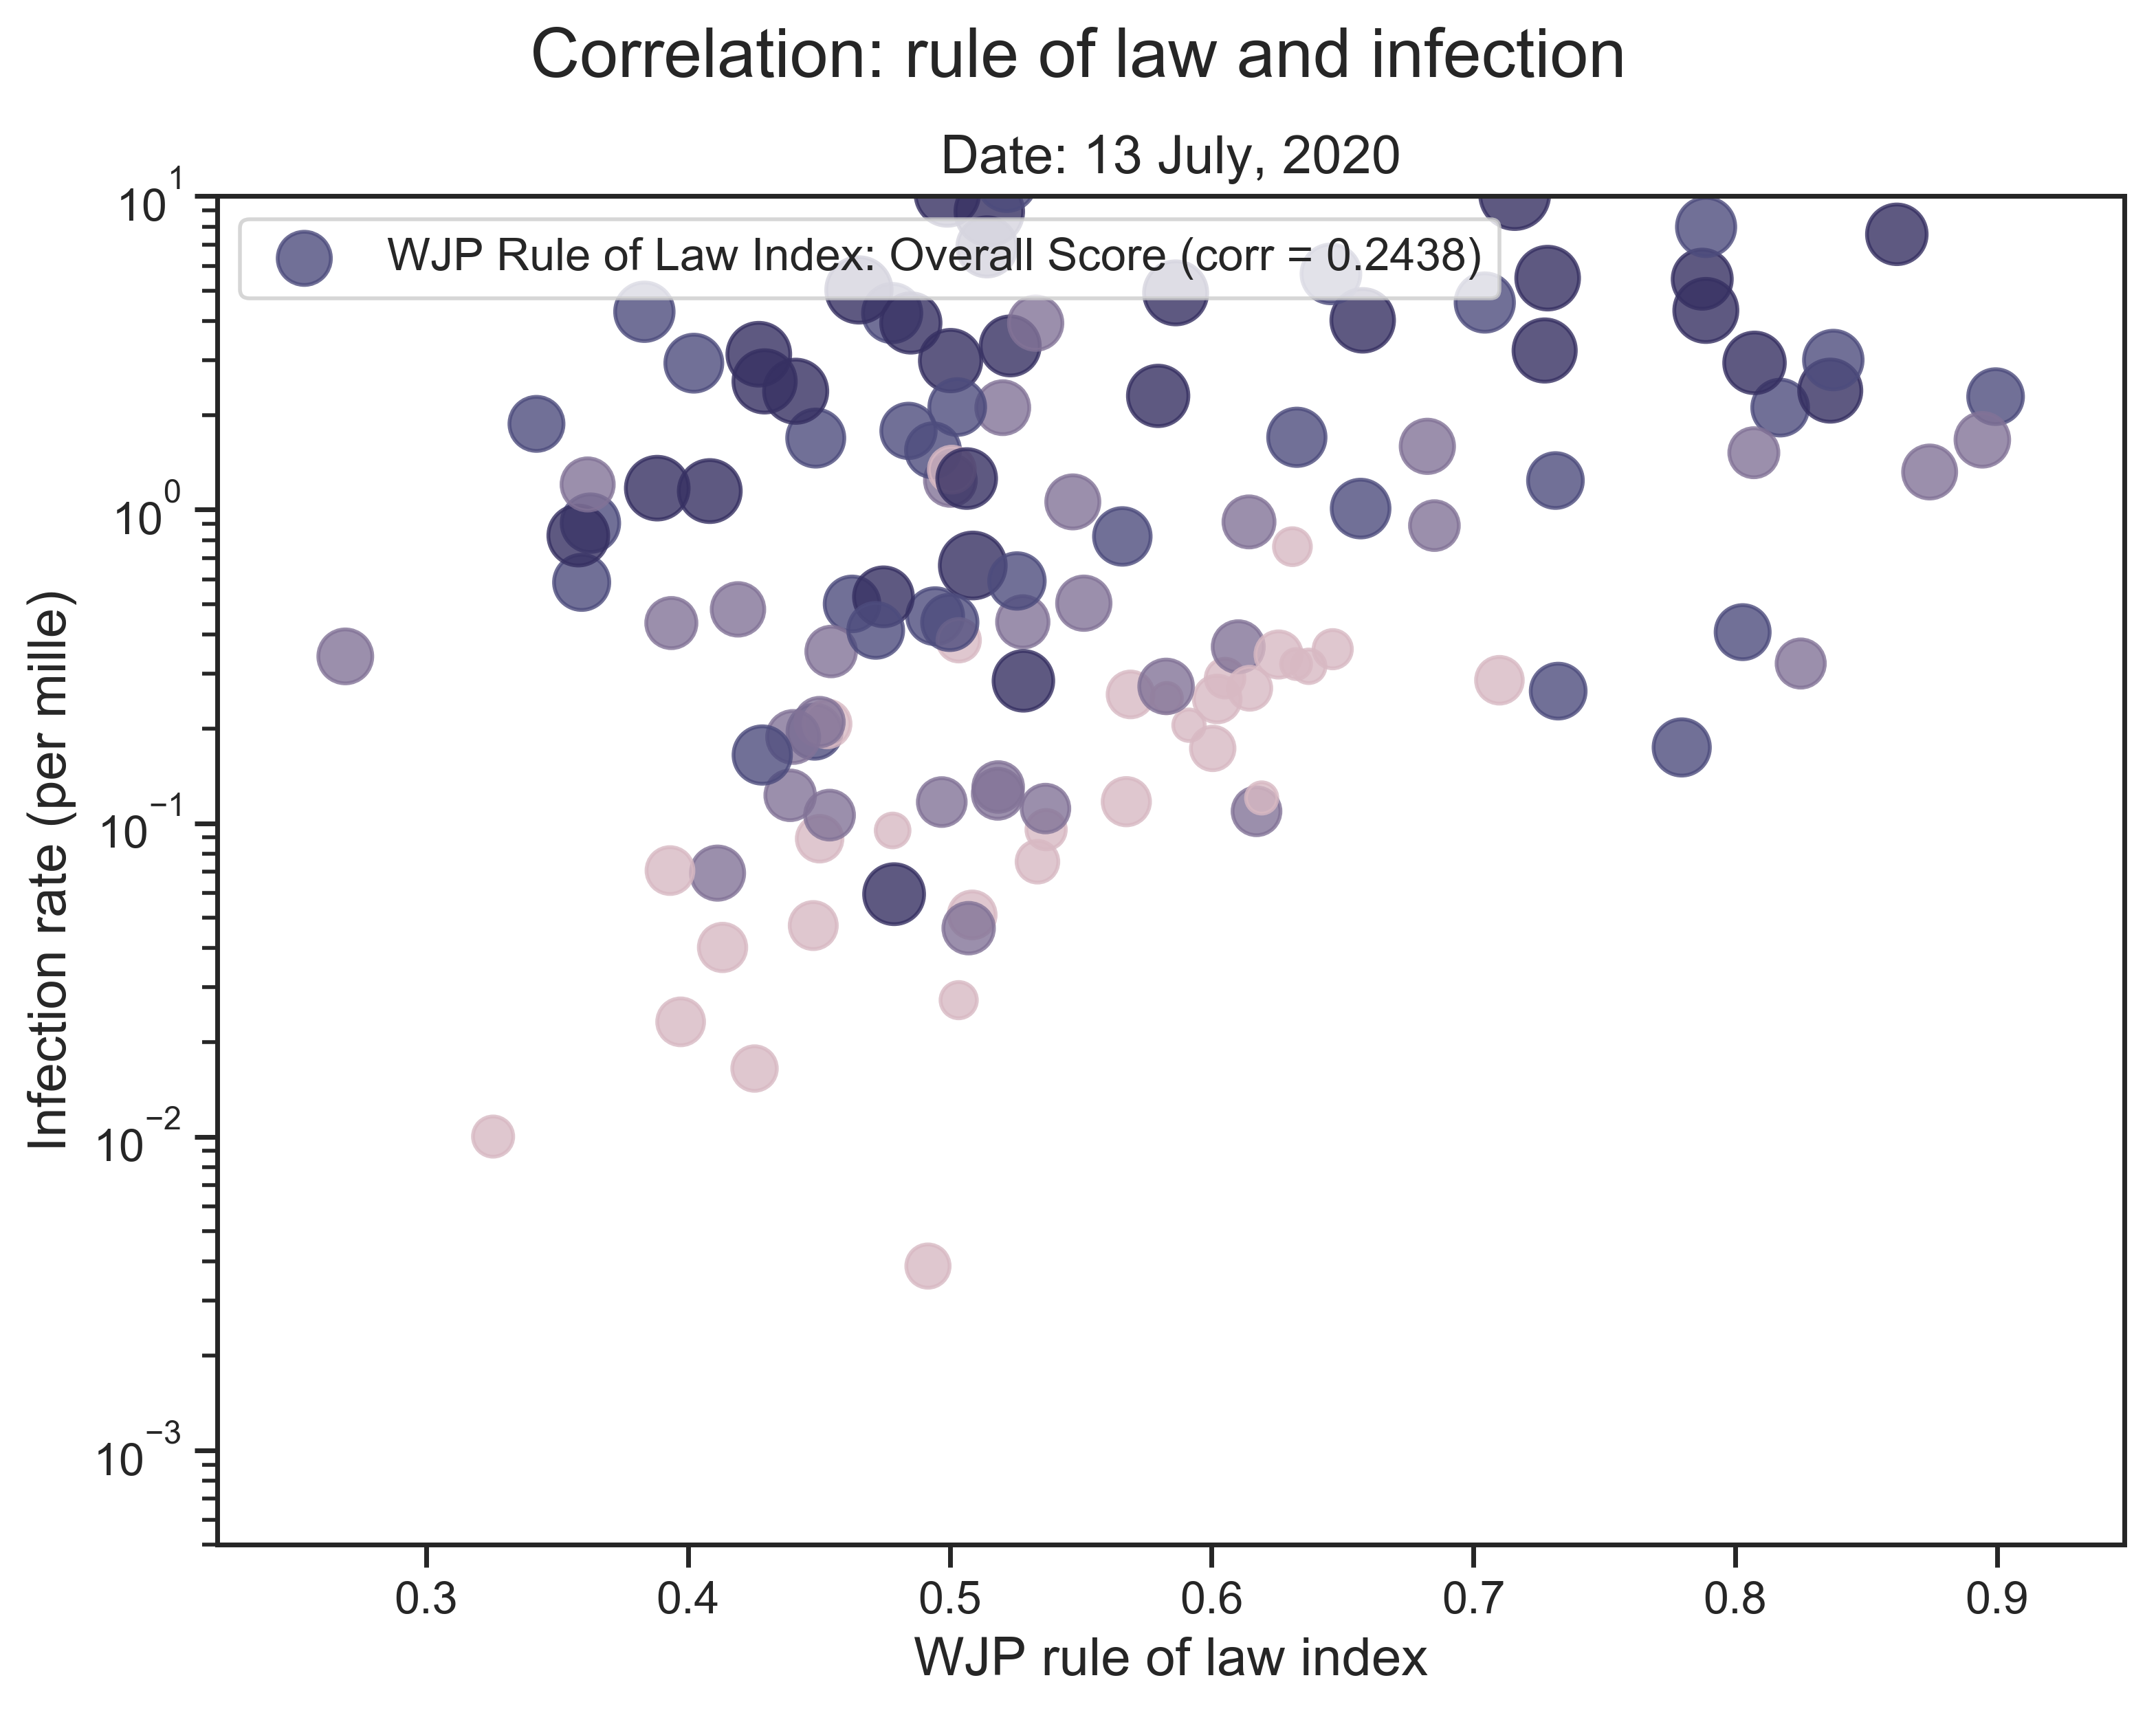 Correlation: rule of law and infection
Date: 13 July, 2020
WJP Rule of Law Index: Overall Score (corr = 0.2438)
Infection rate (per mille)
10^1
10^0
10^−1
10^−2
10^−3
0.3 0.4 0.5 0.6 0.7 0.8 0.9
WJP rule of law index